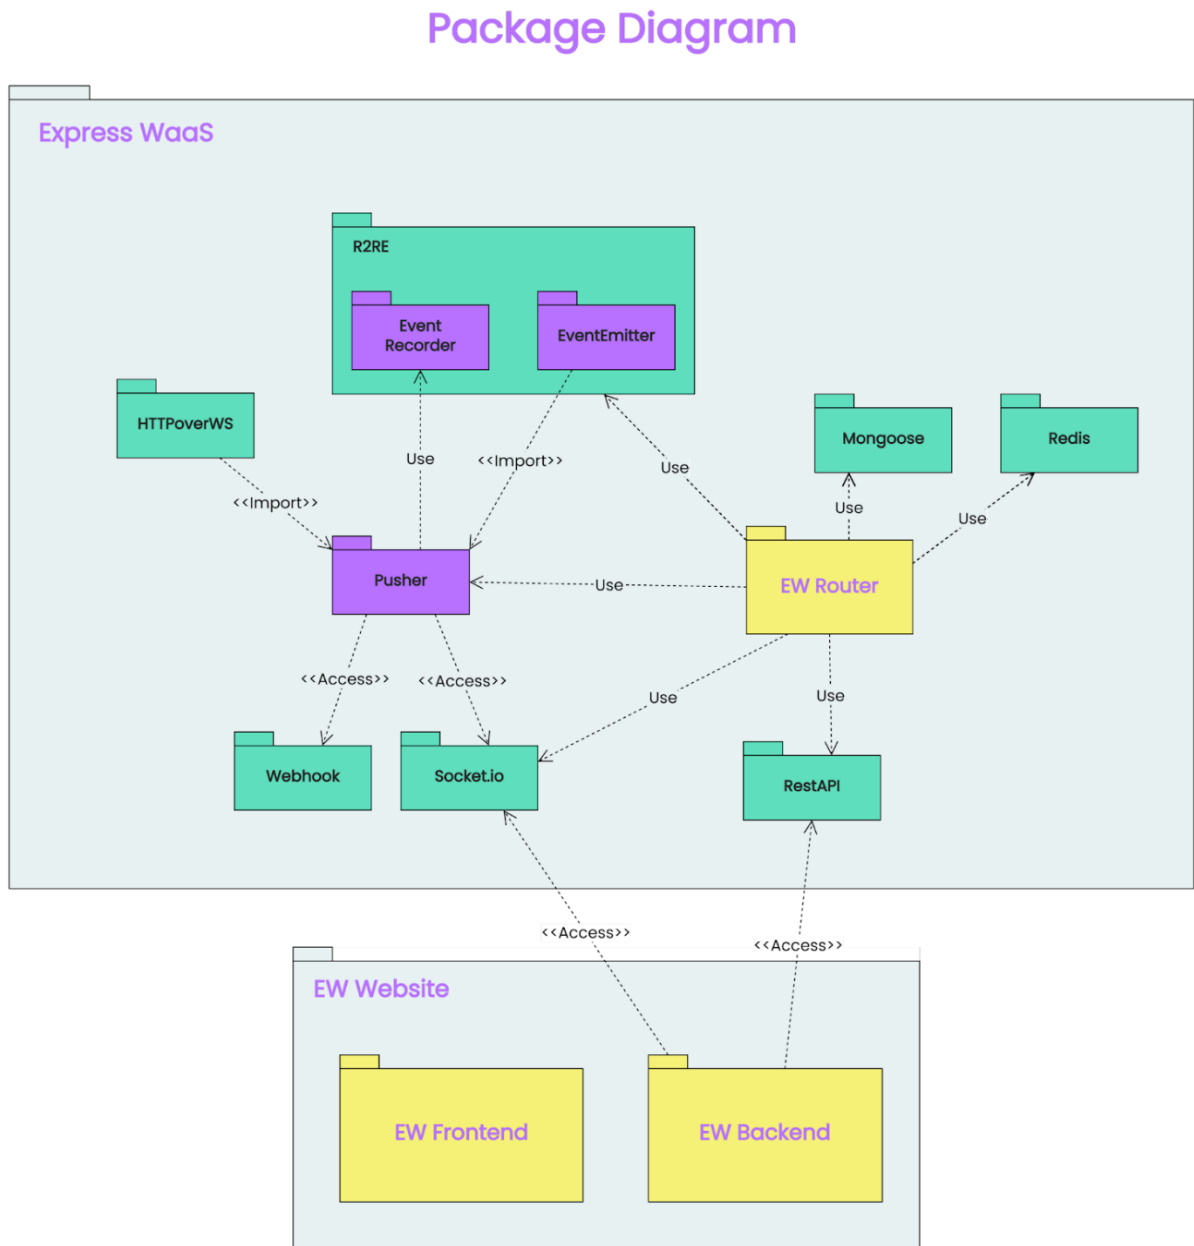 Package Diagram
Express WaaS
R2RE
Event
Recorder
EventEmitter
HTTPoverWS
Mongoose
Redis
Use
<<Import>>
Use
<<Import>>
Use
Use
Pusher
Use
EW Router
<<Access>>
<<Access>>
Use
Use
Webhook
Socket.io
RestAPI
<<Access>>
<<Access>>
EW Website
EW Frontend
EW Backend